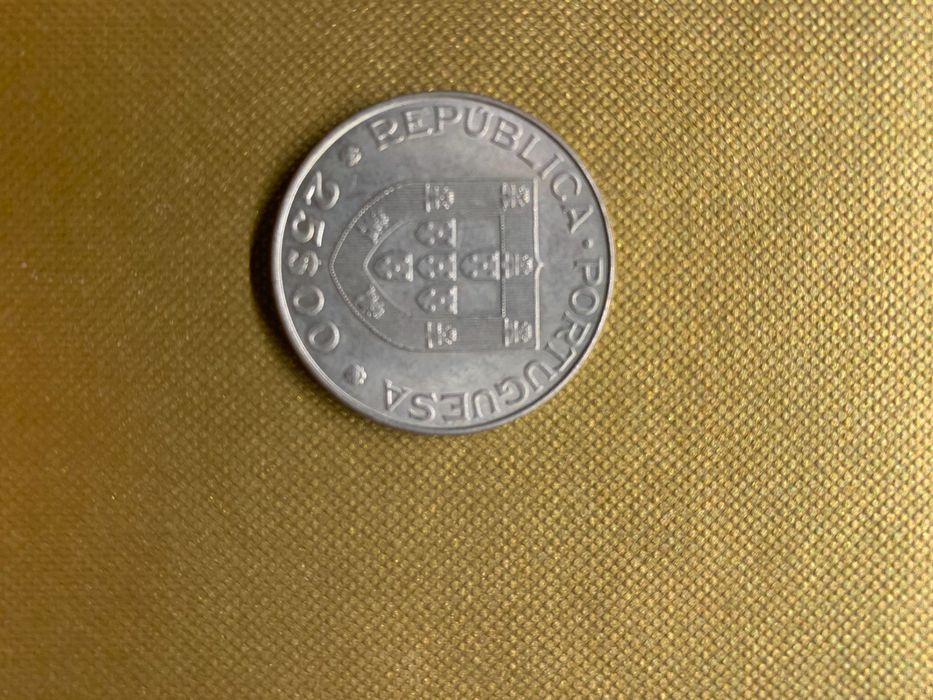 REPÚBLICA · PORTUGUESA
25$00